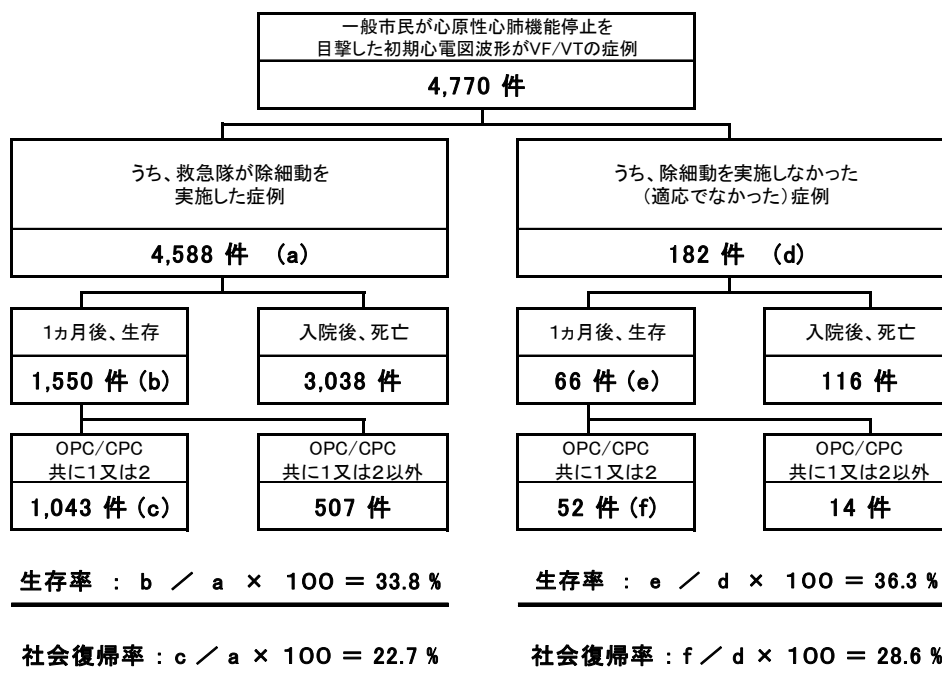 一般市民が心原性心肺機能停止を
目撃した初期心電図波形がVF/VTの症例
4,770 件
うち、救急隊が除細動を
実施した症例
4,588 件 (a)
うち、除細動を実施しなかった
(適応でなかった)症例
182 件 (d)
1ヵ月後、生存
1,550 件 (b)
入院後、死亡
3,038 件
1ヵ月後、生存
66 件 (e)
入院後、死亡
116 件
OPC/CPC
共に1又は2
1,043 件 (c)
OPC/CPC
共に1又は2以外
507 件
OPC/CPC
共に1又は2
52 件 (f)
OPC/CPC
共に1又は2以外
14 件
生存率 : b / a × 100 = 33.8 %
生存率 : e / d × 100 = 36.3 %
社会復帰率 : c / a × 100 = 22.7 %
社会復帰率 : f / d × 100 = 28.6 %